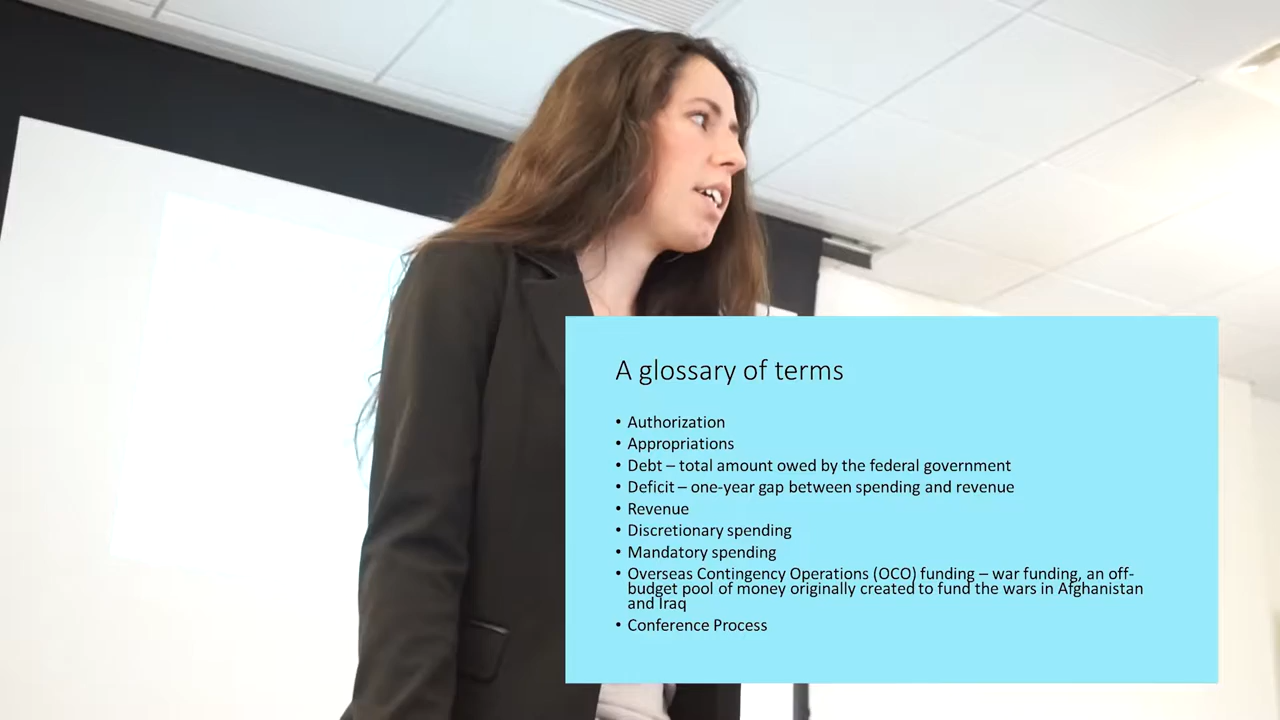 A glossary of terms
• Authorization
• Appropriations
• Debt – total amount owed by the federal government
• Deficit – one-year gap between spending and revenue
• Revenue
• Discretionary spending
• Mandatory spending
• Overseas Contingency Operations (OCO) funding – war funding, an off-
budget pool of money originally created to fund the wars in Afghanistan
and Iraq
• Conference Process